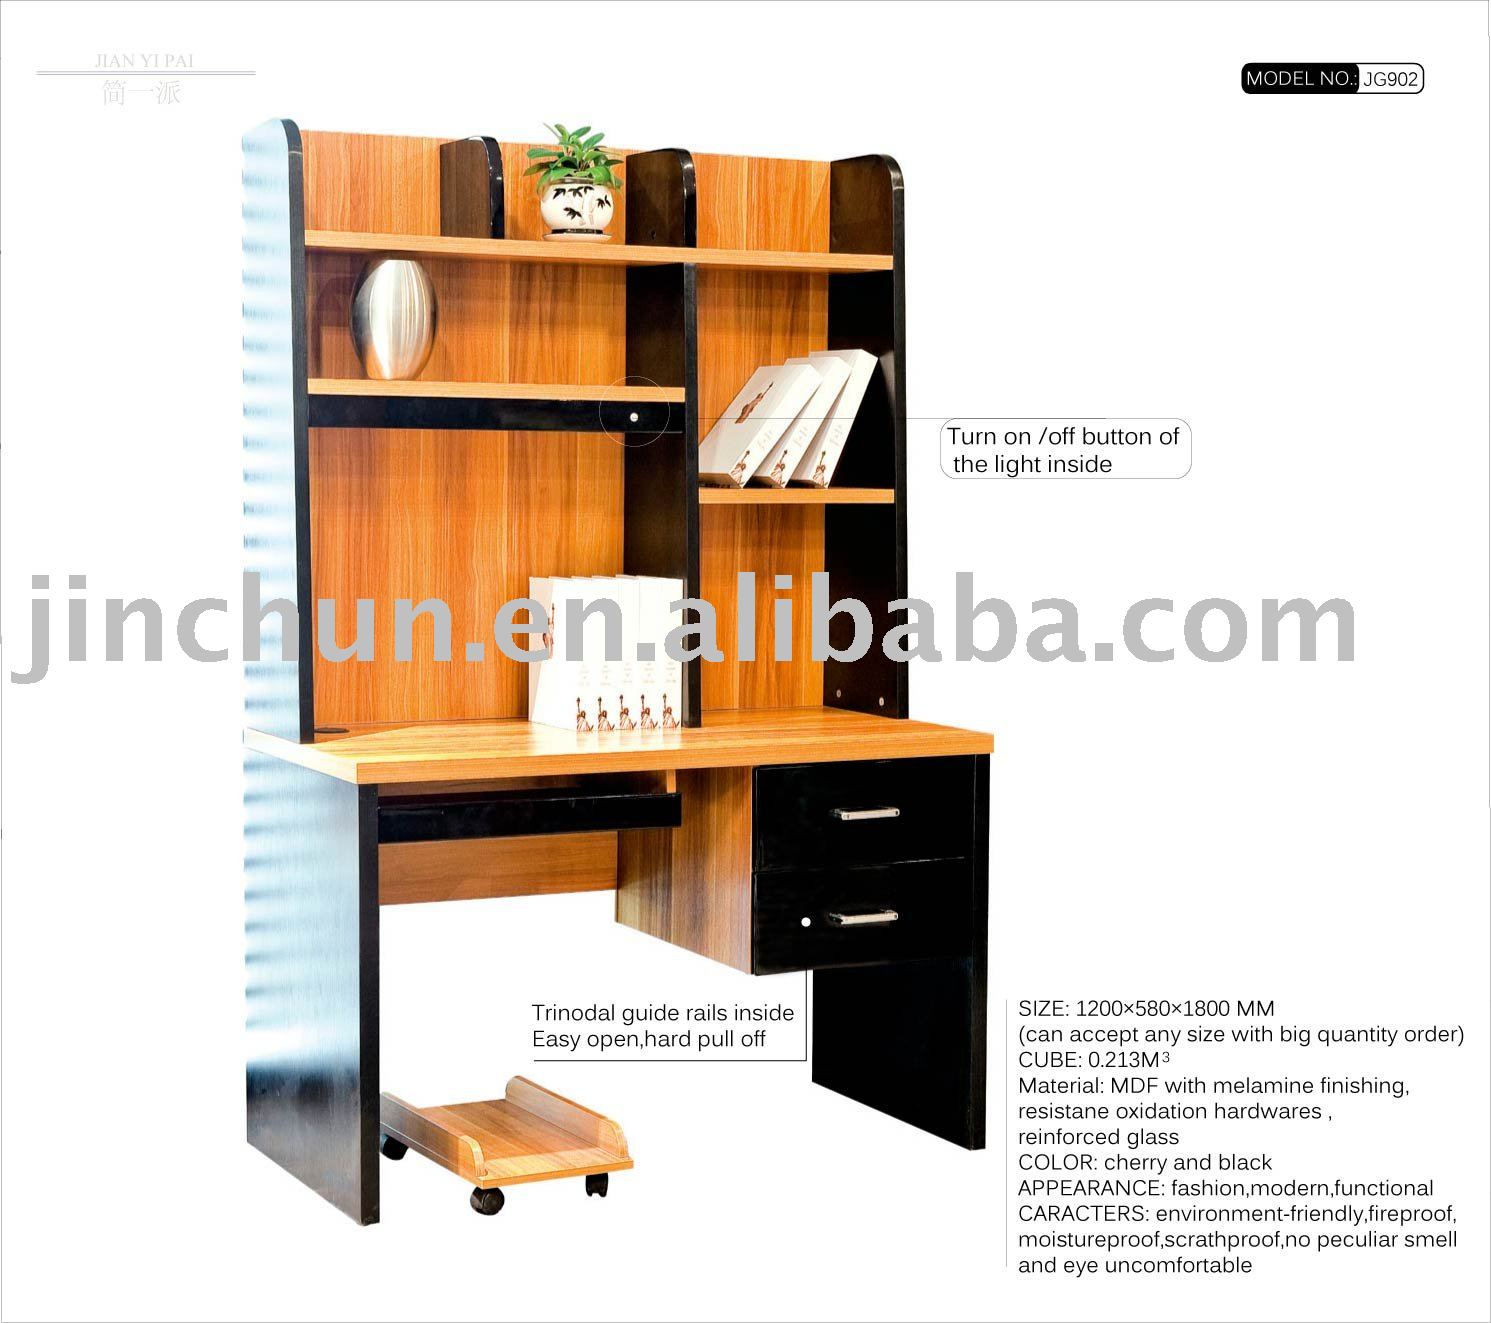 JIAN YI PAI
简一派
MODEL NO.: JG902
Turn on /off button of
the light inside
jinchun.en.alibaba.com
Trinodal guide rails inside
Easy open,hard pull off
SIZE: 1200×580×1800 MM
(can accept any size with big quantity order)
CUBE: 0.213M³
Material: MDF with melamine finishing,
resistane oxidation hardwares ,
reinforced glass
COLOR: cherry and black
APPEARANCE: fashion,modern,functional
CARACTERS: environment-friendly,fireproof,
moistureproof,scrathproof,no peculiar smell
and eye uncomfortable